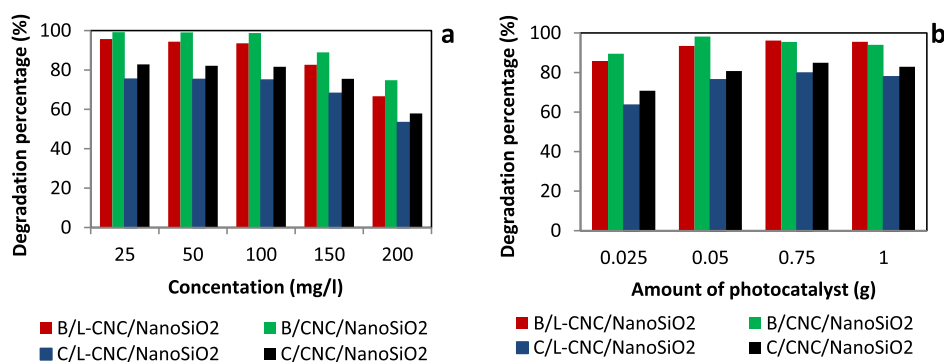 a
Degradation percentage (%)
100
80
60
40
20
0
25 50 100 150 200
Concentation (mg/l)
B/L-CNC/NanoSiO2 B/CNC/NanoSiO2
C/L-CNC/NanoSiO2 C/CNC/NanoSiO2
b
Degradation percentage (%)
100
80
60
40
20
0
0.025 0.05 0.75 1
Amount of photocatalyst (g)
B/L-CNC/NanoSiO2 B/CNC/NanoSiO2
C/L-CNC/NanoSiO2 C/CNC/NanoSiO2